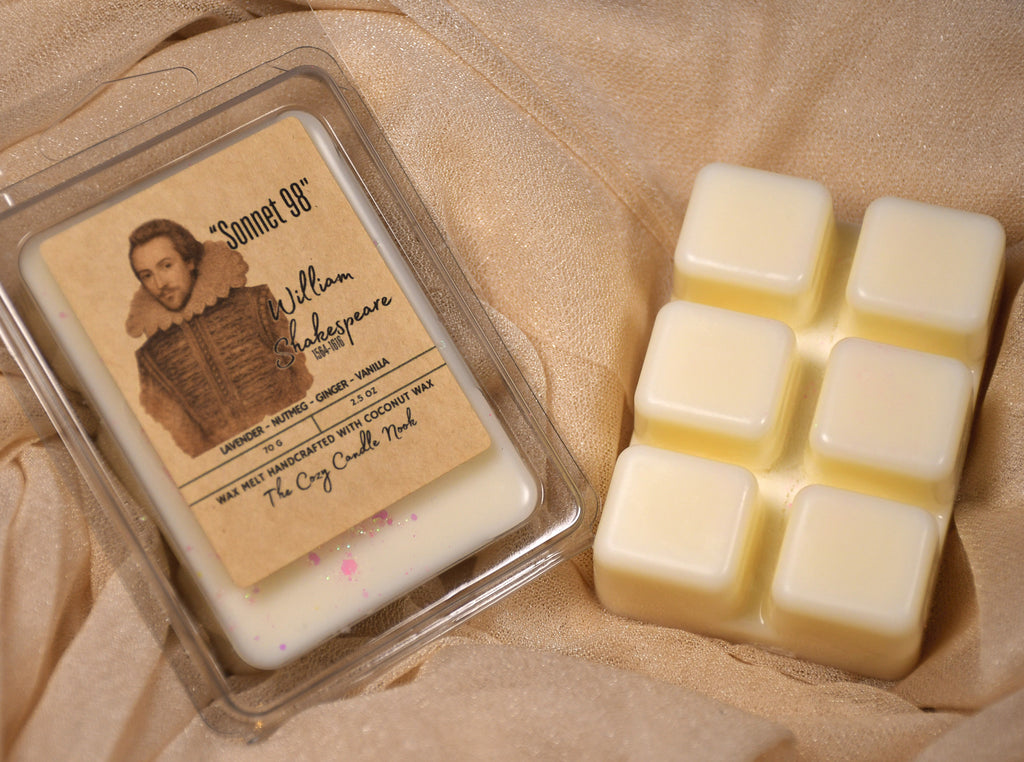 "Sonnet 98"
William
Shakespeare
1564-1616
LAVENDER - NUTMEG - GINGER - VANILLA
70 G 2.5 OZ
WAX MELT HANDCRAFTED WITH COCONUT WAX
The Cozy Candle Nook